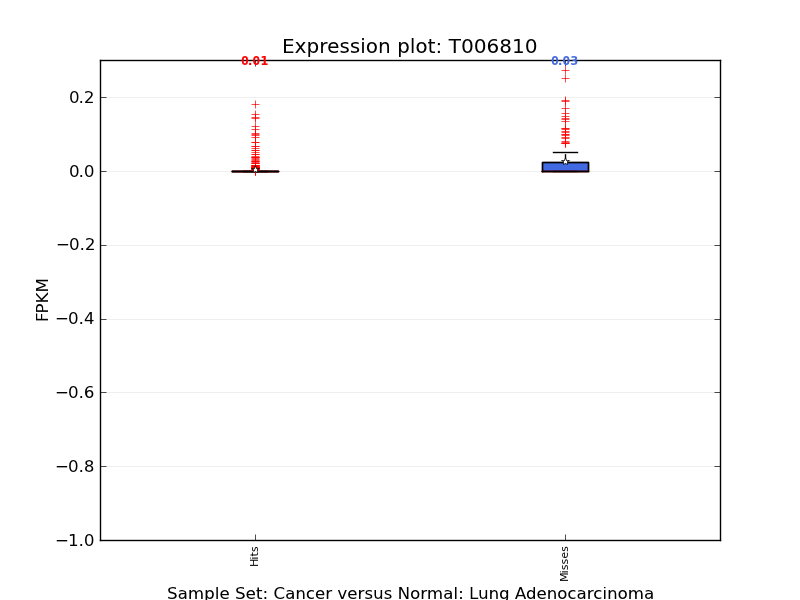 Expression plot: T006810
0.01
0.03
0.2
0.0
−0.2
−0.4
−0.6
−0.8
−1.0
FPKM
Hits
Misses
Sample Set: Cancer versus Normal: Lung Adenocarcinoma